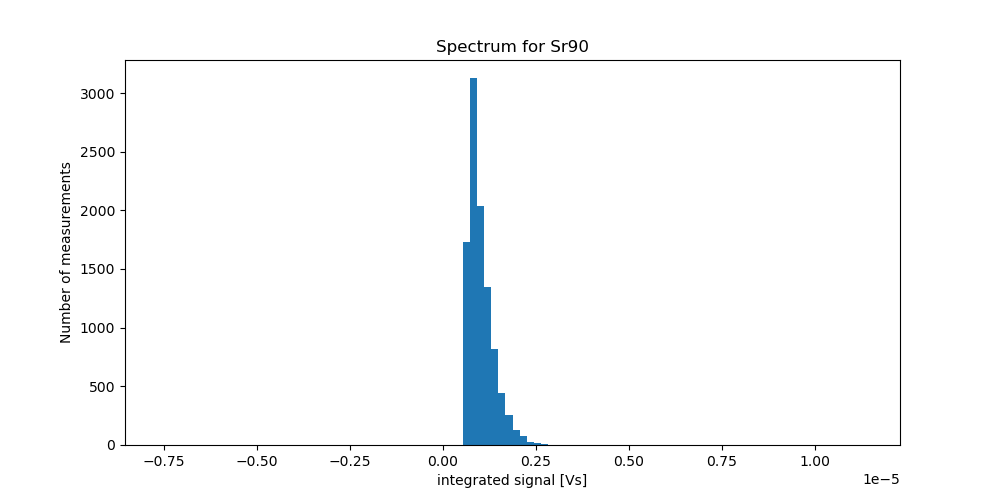 Spectrum for Sr90
Number of measurements
3000
2500
2000
1500
1000
500
0
−0.75 −0.50 −0.25 0.00 0.25 0.50 0.75 1.00
1e−5
integrated signal [Vs]